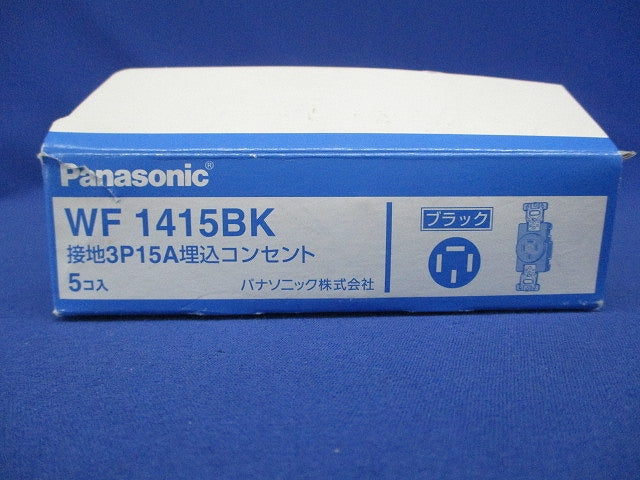 Panasonic®
WF 1415BK
接地3P15A埋込コンセント
5コ入
パナソニック株式会社
ブラック